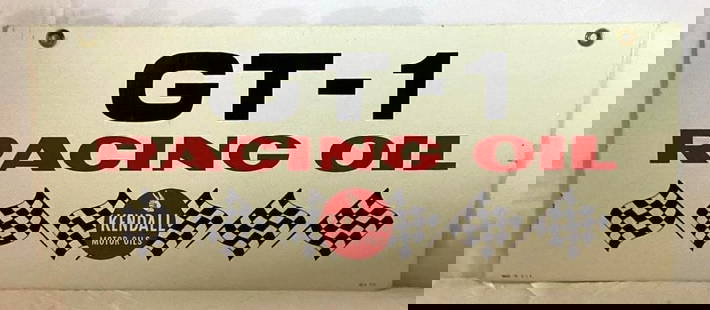 GT-1
RACING OIL
KENDALL
MOTOR OILS